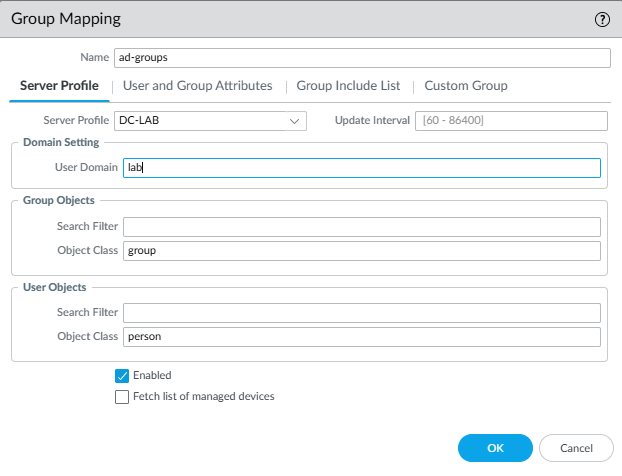 Group Mapping
?
Name ad-groups
Server Profile User and Group Attributes Group Include List Custom Group
Server Profile DC-LAB Update Interval [60 - 86400]
Domain Setting
User Domain lab
Group Objects
Search Filter
Object Class group
User Objects
Search Filter
Object Class person
Enabled
Fetch list of managed devices
OK Cancel